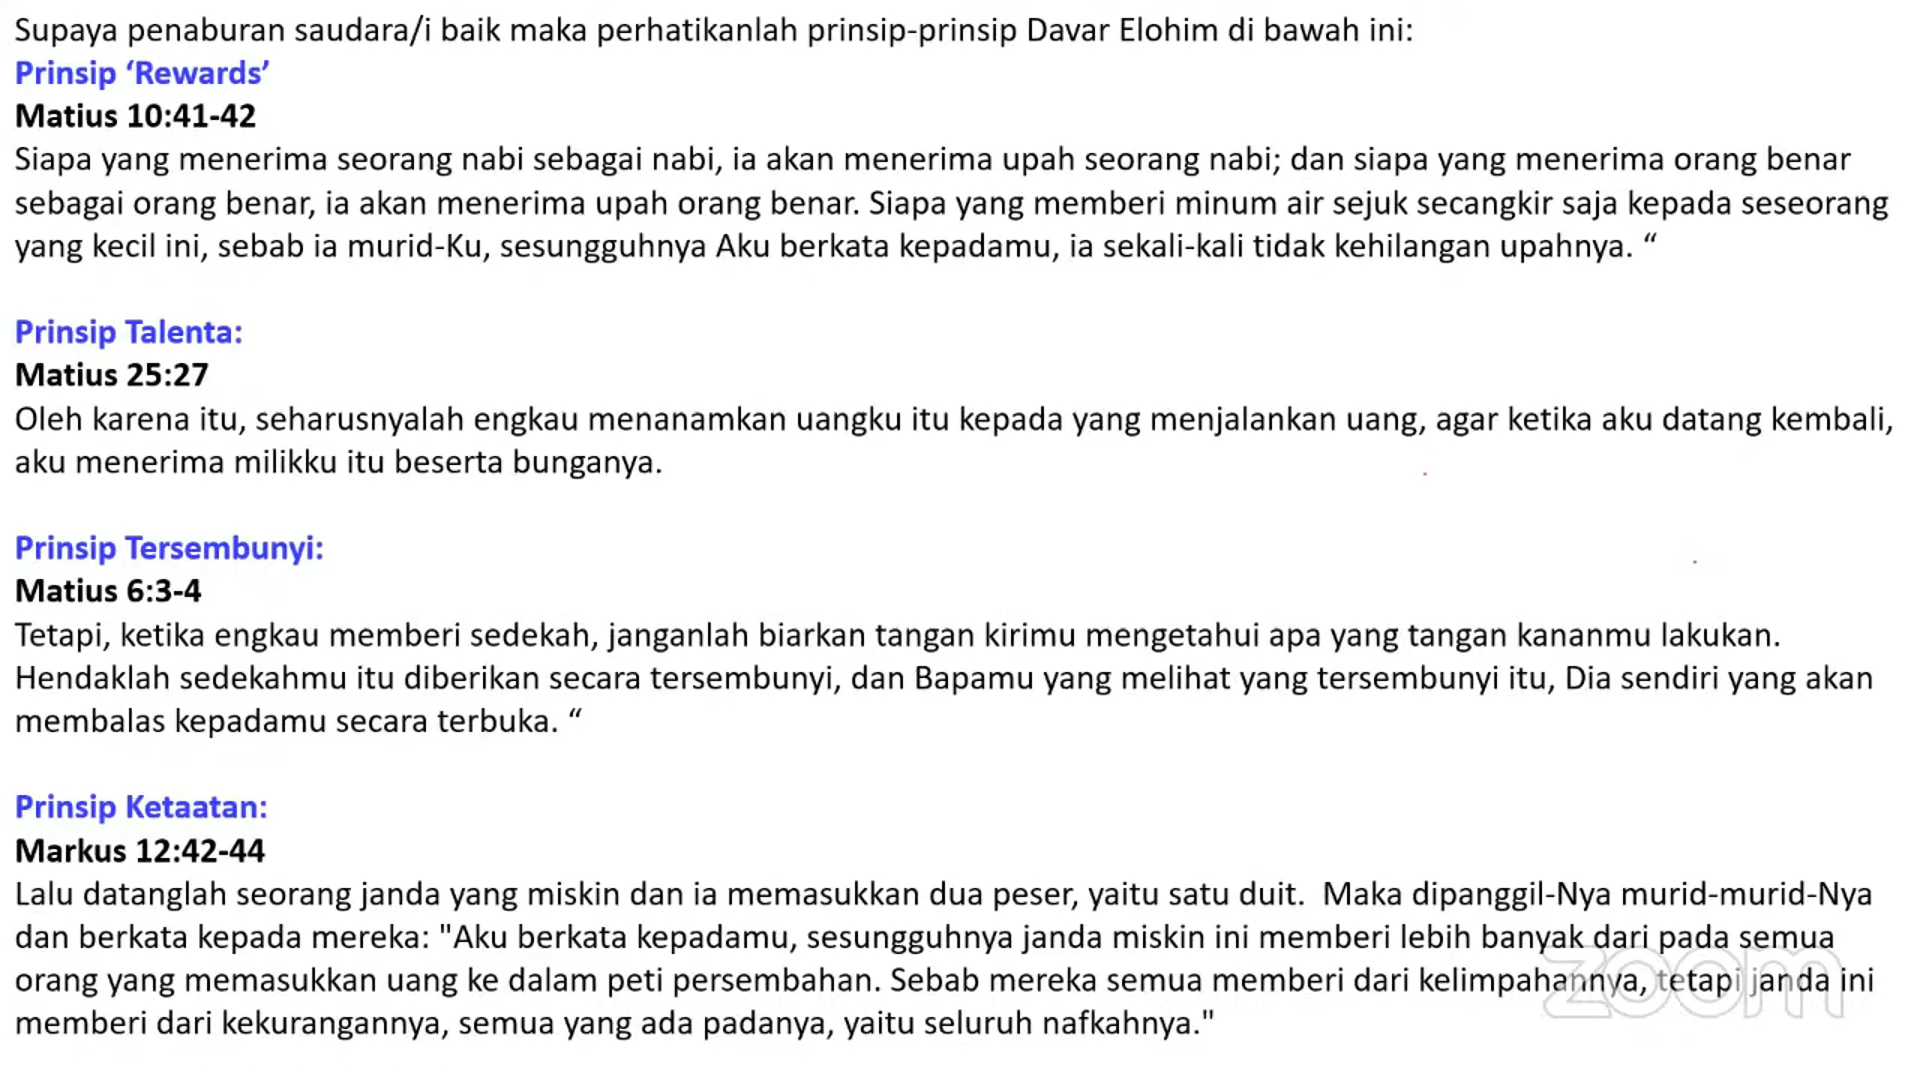 Supaya penaburan saudara/i baik maka perhatikanlah prinsip-prinsip Davar Elohim di bawah ini:
Prinsip ‘Rewards’
Matius 10:41-42
Siapa yang menerima seorang nabi sebagai nabi, ia akan menerima upah seorang nabi; dan siapa yang menerima orang benar
sebagai orang benar, ia akan menerima upah orang benar. Siapa yang memberi minum air sejuk secangkir saja kepada seseorang
yang kecil ini, sebab ia murid-Ku, sesungguhnya Aku berkata kepadamu, ia sekali-kali tidak kehilangan upahnya. “
Prinsip Talenta:
Matius 25:27
Oleh karena itu, seharusnyalah engkau menanamkan uangku itu kepada yang menjalankan uang, agar ketika aku datang kembali,
aku menerima milikku itu beserta bunganya.
Prinsip Tersembunyi:
Matius 6:3-4
Tetapi, ketika engkau memberi sedekah, janganlah biarkan tangan kirimu mengetahui apa yang tangan kananmu lakukan.
Hendaklah sedekahmu itu diberikan secara tersembunyi, dan Bapamu yang melihat yang tersembunyi itu, Dia sendiri yang akan
membalas kepadamu secara terbuka. “
Prinsip Ketaatan:
Markus 12:42-44
Lalu datanglah seorang janda yang miskin dan ia memasukkan dua peser, yaitu satu duit.  Maka dipanggil-Nya murid-murid-Nya
dan berkata kepada mereka: "Aku berkata kepadamu, sesungguhnya janda miskin ini memberi lebih banyak dari pada semua
orang yang memasukkan uang ke dalam peti persembahan. Sebab mereka semua memberi dari kelimpahannya, tetapi janda ini
memberi dari kekurangannya, semua yang ada padanya, yaitu seluruh nafkahnya."
zoom